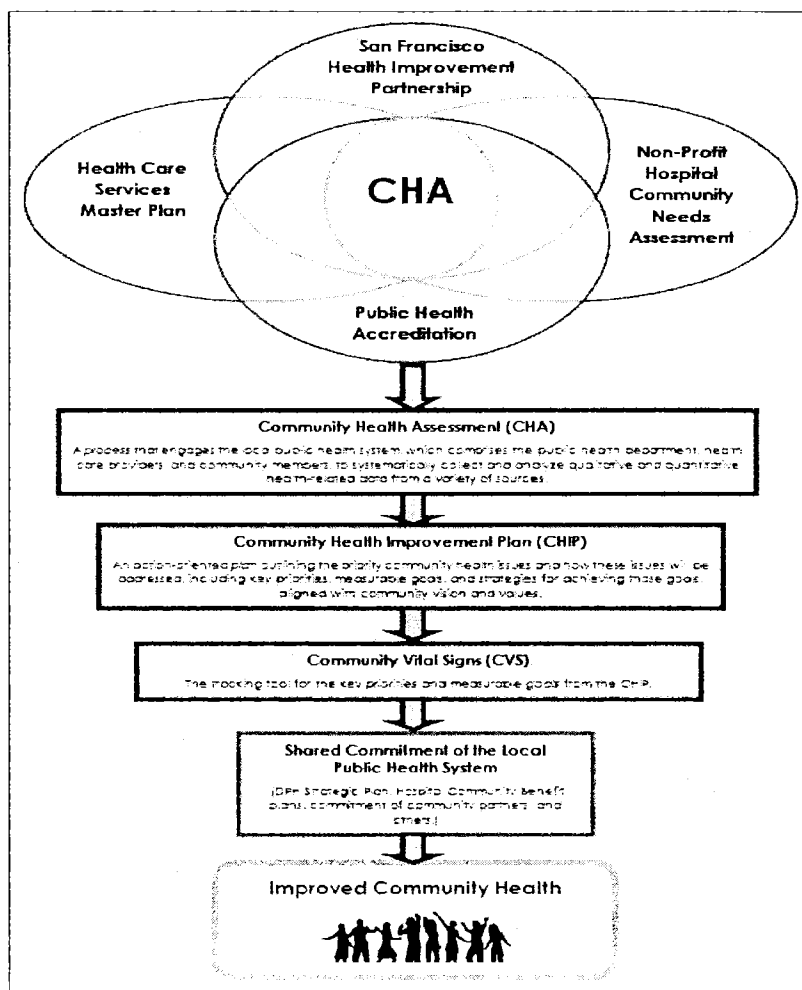 San Francisco
Health Improvement
Partnership
Health Care
Services
Master Plan
CHA
Non-Profit
Hospital
Community
Needs
Assessment
Public Health
Accreditation
Community Health Assessment (CHA)
A process that engages the local public health system, which comprises the public health department, health
care providers, and community members, to systematically collect and analyze qualitative and quantitative
health-related data from a variety of sources.
Community Health Improvement Plan (CHIP)
An action-oriented plan outlining the priority community health issues and how these issues will be
addressed, including key priorities, measurable goals, and strategies for achieving those goals,
aligned with community vision and values.
Community Vital Signs (CVS)
The tracking tool for the key priorities and measurable goals from the CHIP.
Shared Commitment of the Local
Public Health System
(DPH Strategic Plan, Hospital Community Benefit
plans, commitment of community partners, and
others.)
Improved Community Health